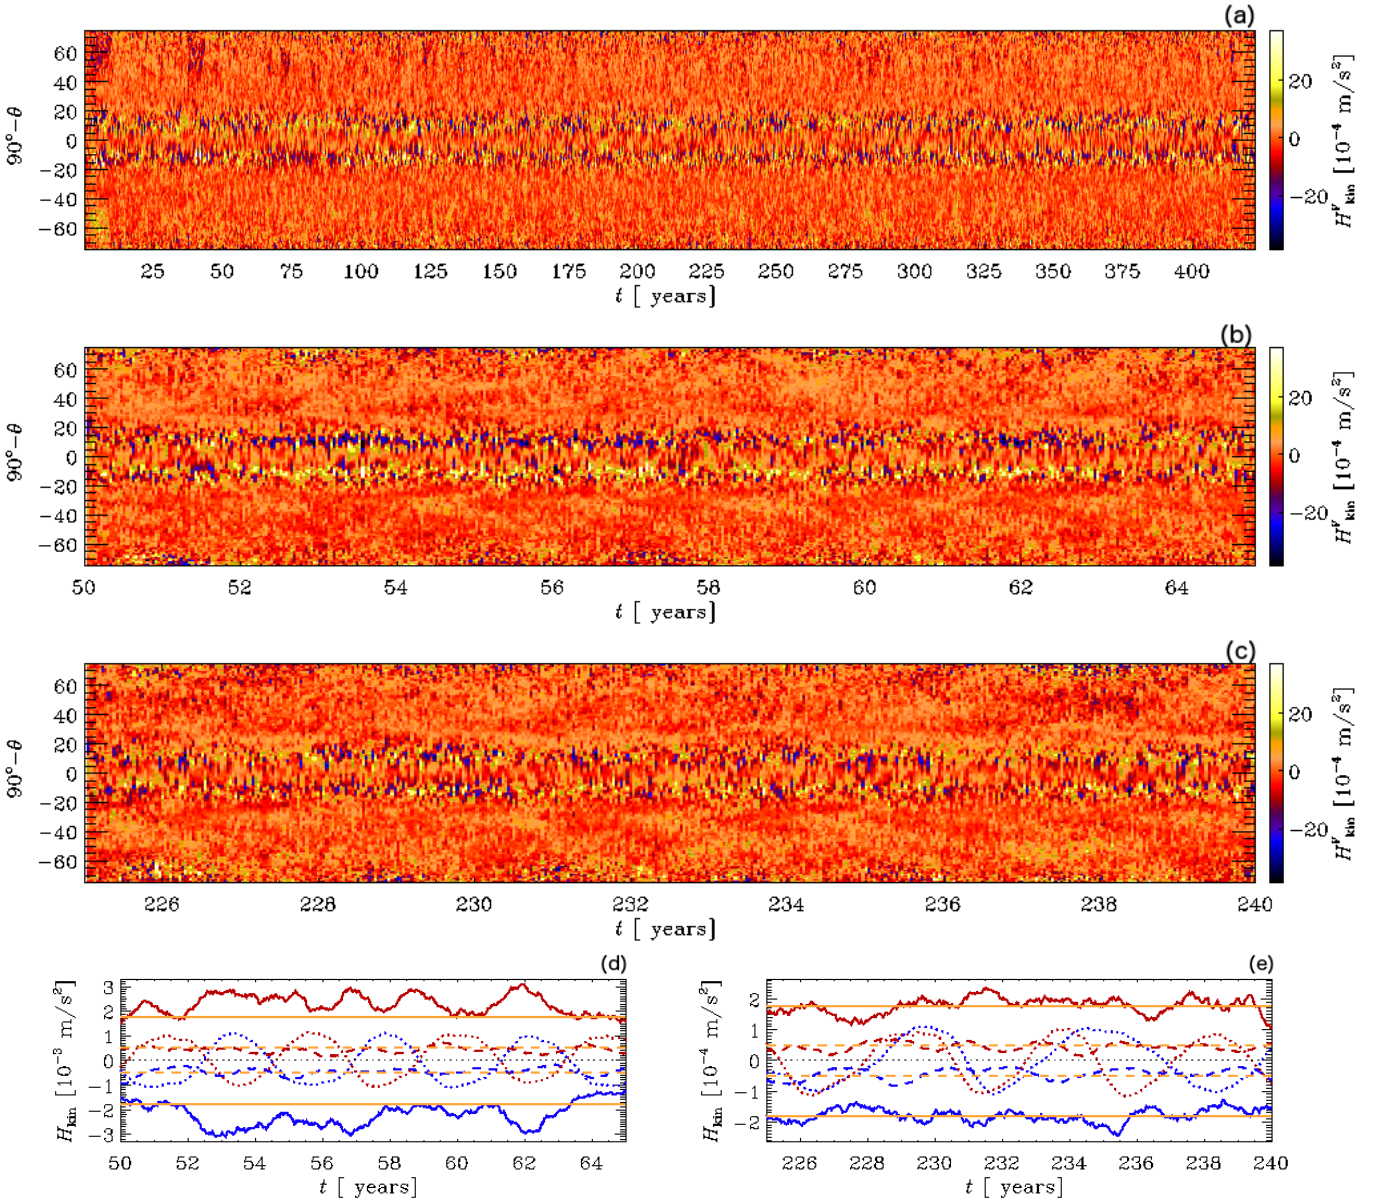 (a)
60
40
20
0
−20
−40
−60
90°−θ
25 50 75 100 125 150 175 200 225 250 275 300 325 350 375 400
t [ years]
20
0
−20
H^v_kin [10^−4 m/s^2]
(b)
60
40
20
0
−20
−40
−60
90°−θ
50 52 54 56 58 60 62 64
t [ years]
20
0
−20
H^v_kin [10^−4 m/s^2]
(c)
60
40
20
0
−20
−40
−60
90°−θ
226 228 230 232 234 236 238 240
t [ years]
20
0
−20
H^v_kin [10^−4 m/s^2]
(d)
3
2
1
0
−1
−2
−3
H_kin [10^−3 m/s^2]
50 52 54 56 58 60 62 64
t [ years]
(e)
2
1
0
−1
−2
H_kin [10^−4 m/s^2]
226 228 230 232 234 236 238 240
t [ years]